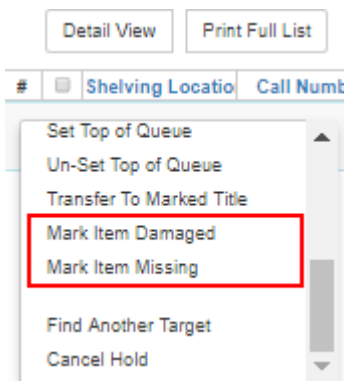 Detail View Print Full List
# Shelving Locatio Call Numb
Set Top of Queue
Un-Set Top of Queue
Transfer To Marked Title
Mark Item Damaged
Mark Item Missing
Find Another Target
Cancel Hold